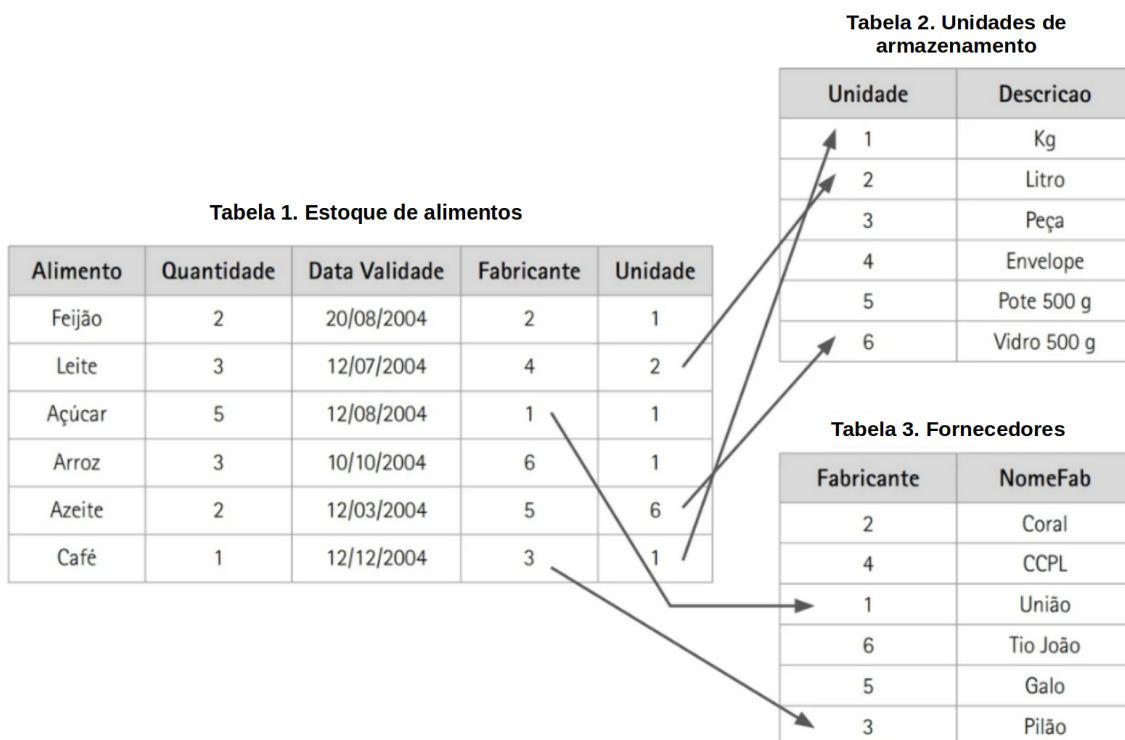 Tabela 2. Unidades de
armazenamento
Unidade Descricao
1 Kg
2 Litro
3 Peça
4 Envelope
5 Pote 500 g
6 Vidro 500 g
Tabela 1. Estoque de alimentos
Alimento Quantidade Data Validade Fabricante Unidade
Feijão 2 20/08/2004 2 1
Leite 3 12/07/2004 4 2
Açúcar 5 12/08/2004 1 1
Arroz 3 10/10/2004 6 1
Azeite 2 12/03/2004 5 6
Café 1 12/12/2004 3 1
Tabela 3. Fornecedores
Fabricante NomeFab
2 Coral
4 CCPL
1 União
6 Tio João
5 Galo
3 Pilão